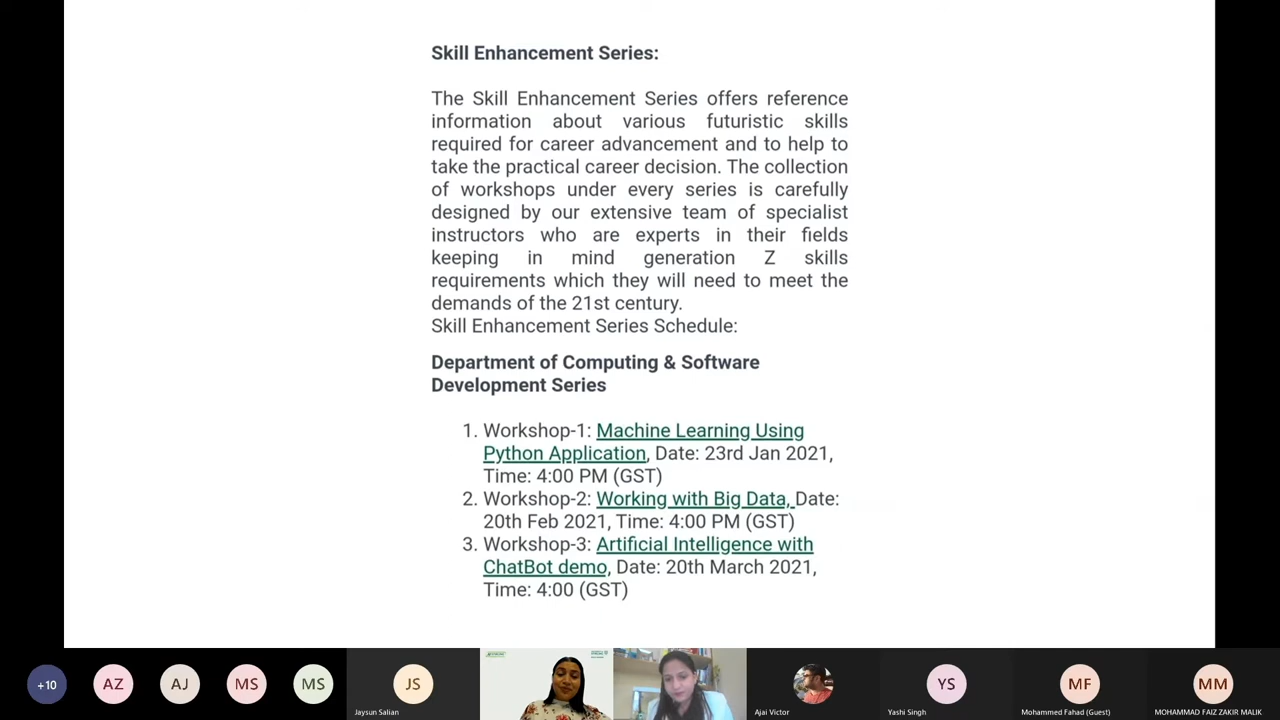 Skill Enhancement Series:
The Skill Enhancement Series offers reference
information about various futuristic skills
required for career advancement and to help to
take the practical career decision. The collection
of workshops under every series is carefully
designed by our extensive team of specialist
instructors who are experts in their fields
keeping in mind generation Z skills
requirements which they will need to meet the
demands of the 21st century.
Skill Enhancement Series Schedule:
Department of Computing & Software
Development Series
1. Workshop-1: Machine Learning Using
Python Application, Date: 23rd Jan 2021,
Time: 4:00 PM (GST)
2. Workshop-2: Working with Big Data, Date:
20th Feb 2021, Time: 4:00 PM (GST)
3. Workshop-3: Artificial Intelligence with
ChatBot demo, Date: 20th March 2021,
Time: 4:00 (GST)
+10
AZ
AJ
MS
MS
JS
YS
MF
MM
Jaysun Salian
Ajai Victor
Yashi Singh
Mohammed Fahad (Guest)
MOHAMMAD FAIZ ZAKIR MALIK